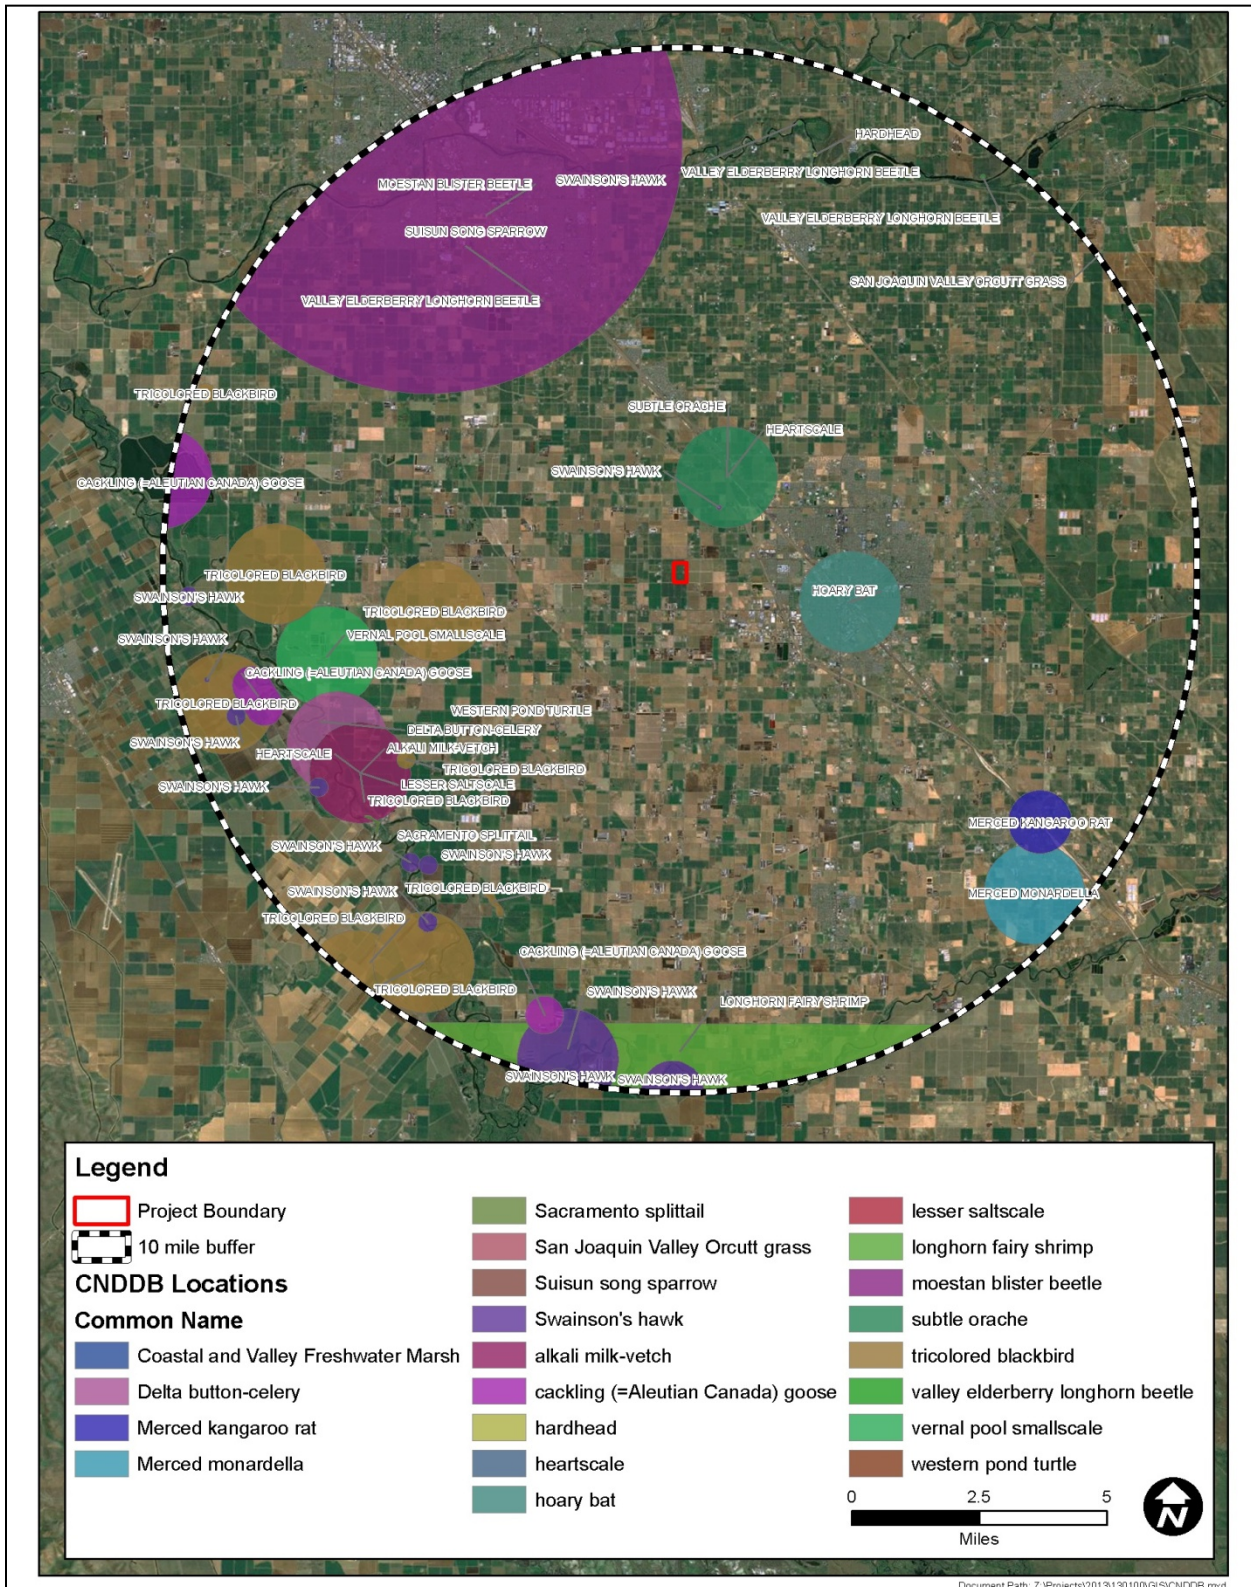 HARDHEAD
VALLEY ELDERBERRY LONGHORN BEETLE
SWAINSON'S HAWK
MOESTAN BLISTER BEETLE
VALLEY ELDERBERRY LONGHORN BEETLE
SUISUN SONG SPARROW
SAN JOAQUIN VALLEY ORCUTT GRASS
VALLEY ELDERBERRY LONGHORN BEETLE
TRICOLORED BLACKBIRD
SUBTLE ORACHE
HEARTSCALE
SWAINSON'S HAWK
CACKLING (=ALEUTIAN CANADA) GOOSE
TRICOLORED BLACKBIRD
HOARY BAT
SWAINSON'S HAWK
TRICOLORED BLACKBIRD
SWAINSON'S HAWK
VERNAL POOL SMALLSCALE
CACKLING (=ALEUTIAN CANADA) GOOSE
TRICOLORED BLACKBIRD
WESTERN POND TURTLE
DELTA BUTTON-CELERY
SWAINSON'S HAWK
HEARTSCALE
ALKALI MILK-VETCH
TRICOLORED BLACKBIRD
SWAINSON'S HAWK
LESSER SALTSCALE
TRICOLORED BLACKBIRD
MERCED KANGAROO RAT
SACRAMENTO SPLITTAIL
SWAINSON'S HAWK
SWAINSON'S HAWK
SWAINSON'S HAWK
TRICOLORED BLACKBIRD
MERCED MONARDELLA
TRICOLORED BLACKBIRD
CACKLING (=ALEUTIAN CANADA) GOOSE
TRICOLORED BLACKBIRD
SWAINSON'S HAWK
LONGHORN FAIRY SHRIMP
SWAINSON'S HAWK
SWAINSON'S HAWK
Legend
Project Boundary
10 mile buffer
CNDDB Locations
Common Name
Coastal and Valley Freshwater Marsh
Delta button-celery
Merced kangaroo rat
Merced monardella
Sacramento splittail
San Joaquin Valley Orcutt grass
Suisun song sparrow
Swainson's hawk
alkali milk-vetch
cackling (=Aleutian Canada) goose
hardhead
heartscale
hoary bat
lesser saltscale
longhorn fairy shrimp
moestan blister beetle
subtle orache
tricolored blackbird
valley elderberry longhorn beetle
vernal pool smallscale
western pond turtle
0 2.5 5
Miles
N
Document Path: Z:\Projects\2013\130100\GIS\CNDDB.mxd